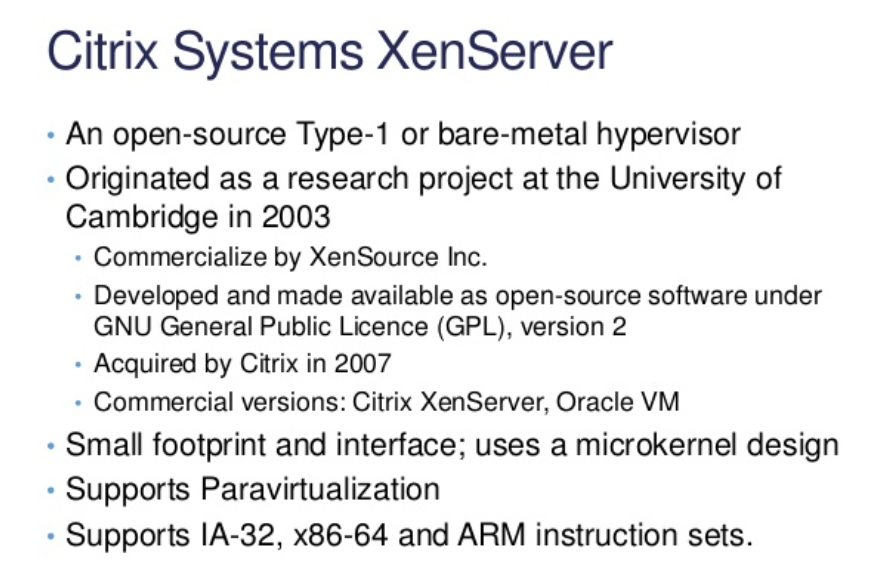 Citrix Systems XenServer
• An open-source Type-1 or bare-metal hypervisor
• Originated as a research project at the University of
Cambridge in 2003
• Commercialize by XenSource Inc.
• Developed and made available as open-source software under
GNU General Public Licence (GPL), version 2
• Acquired by Citrix in 2007
• Commercial versions: Citrix XenServer, Oracle VM
• Small footprint and interface; uses a microkernel design
• Supports Paravirtualization
• Supports IA-32, x86-64 and ARM instruction sets.